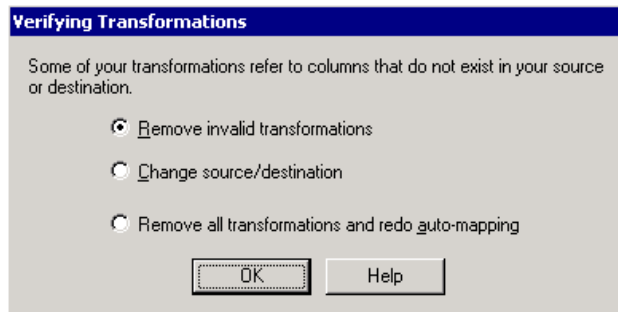 Verifying Transformations
Some of your transformations refer to columns that do not exist in your source
or destination.
Remove invalid transformations
Change source/destination
Remove all transformations and redo auto-mapping
OK Help